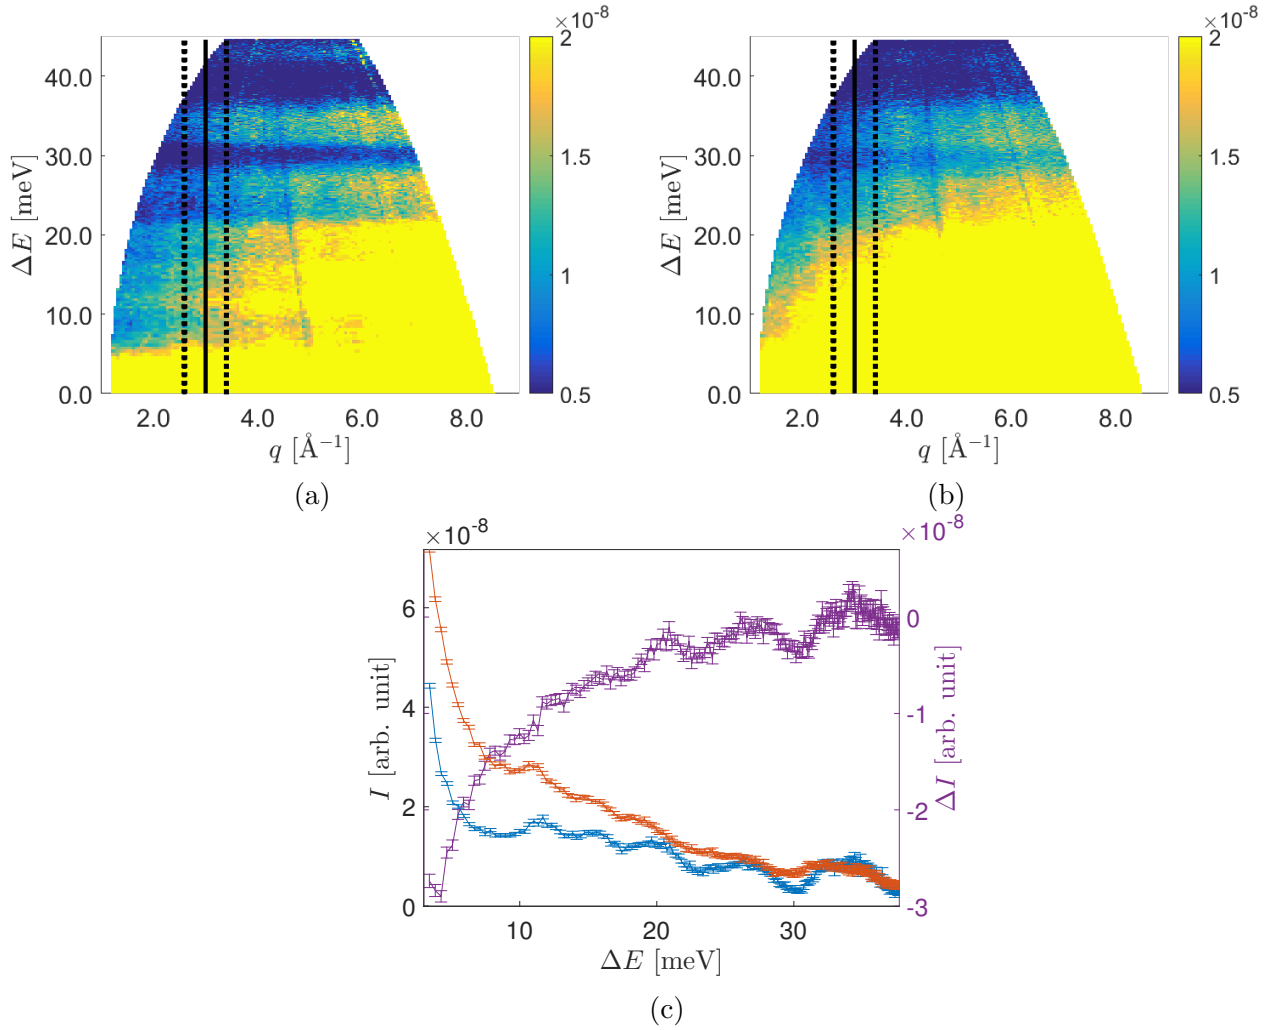 ×10⁻⁸ ×10⁻⁸
40.0 2 40.0 2
30.0 1.5 30.0 1.5
ΔE [meV] ΔE [meV]
20.0 20.0
10.0 1 10.0 1
0.0 0.5 0.0 0.5
2.0 4.0 6.0 8.0 2.0 4.0 6.0 8.0
q [Å⁻¹] q [Å⁻¹]
(a) (b)
×10⁻⁸ ×10⁻⁸
6 0
4 -1
I [arb. unit] ΔI [arb. unit]
2 -2
0 -3
10 20 30
ΔE [meV]
(c)